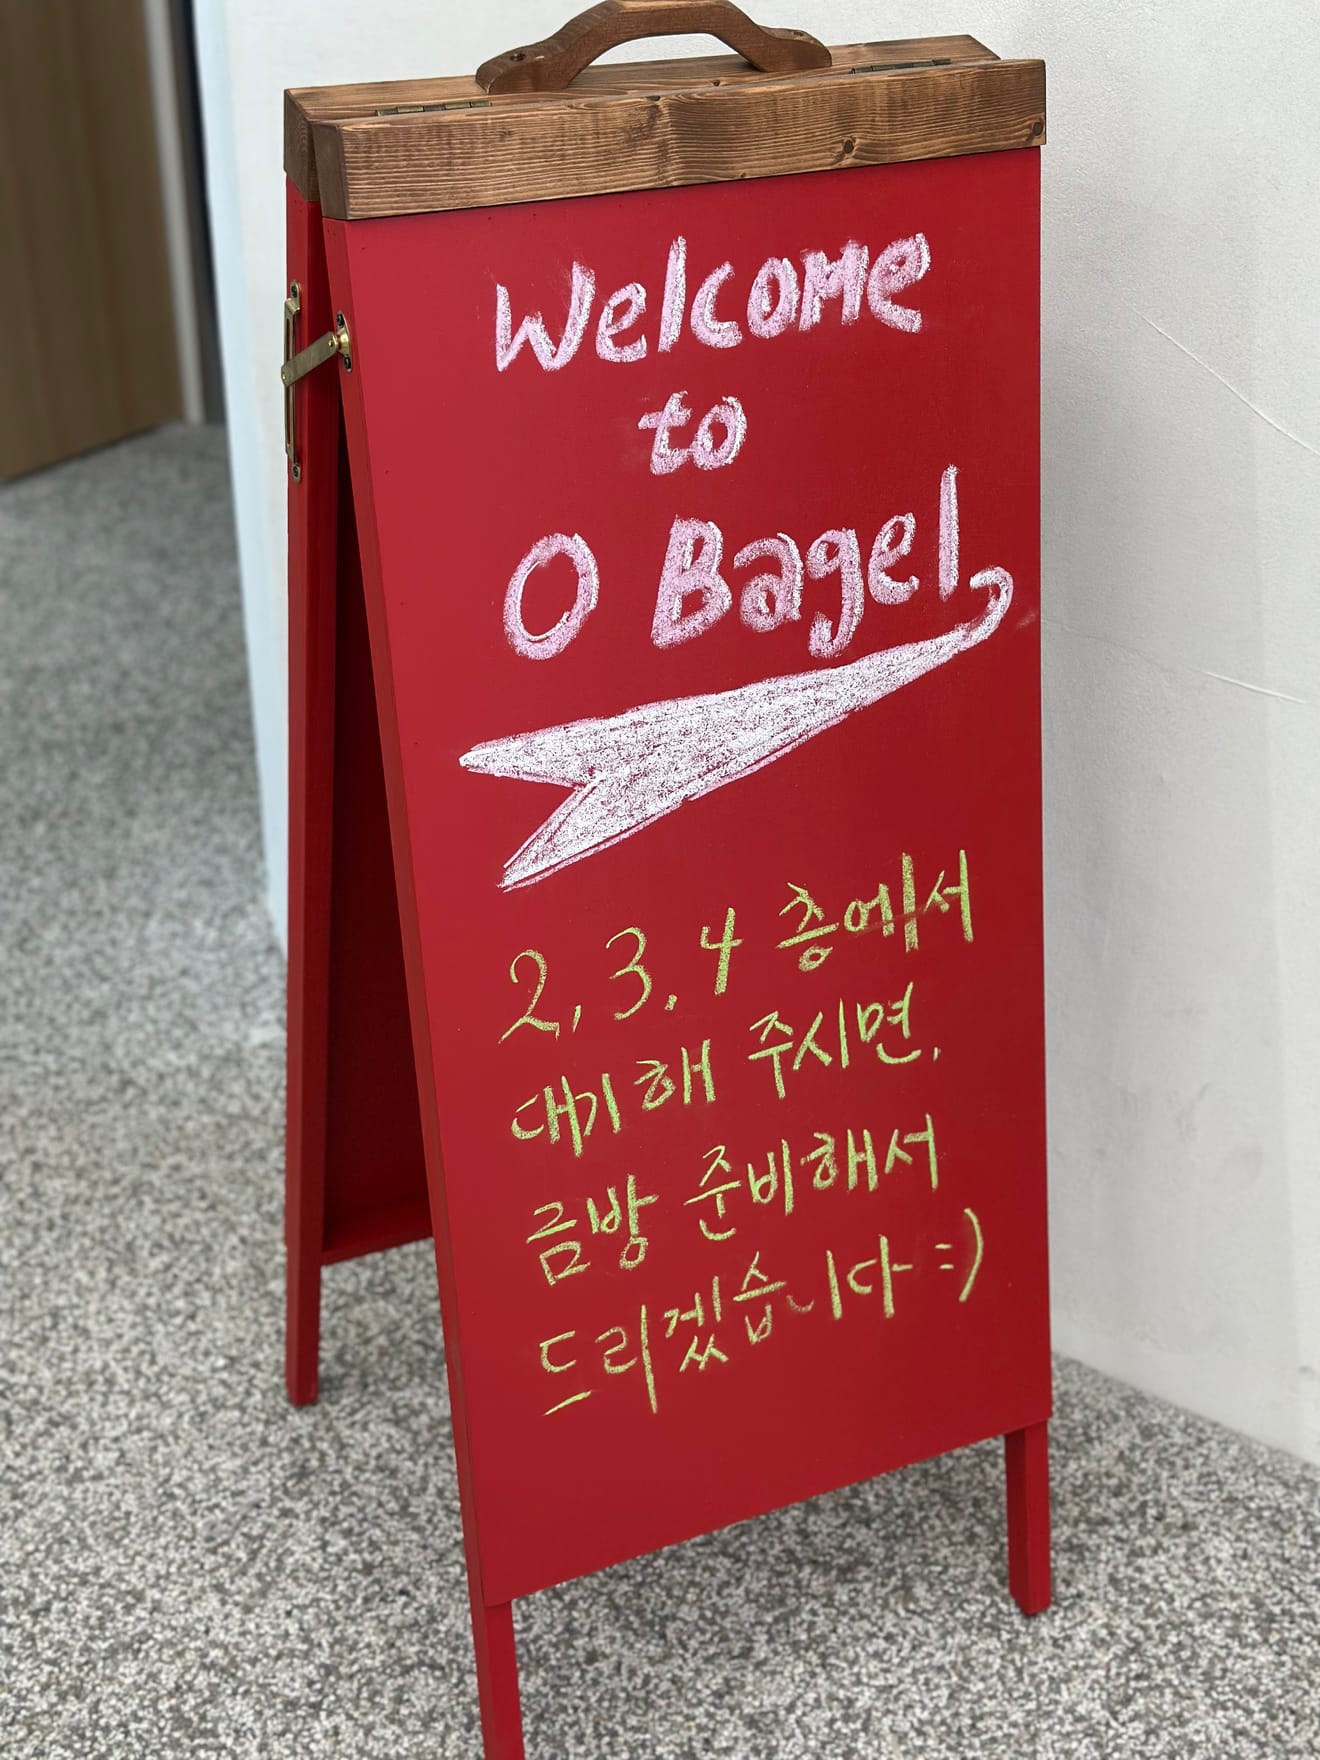 Welcome
to
O Bagel
2, 3, 4 층에서
대기해 주시면,
금방 준비해서
드리겠습니다 :)